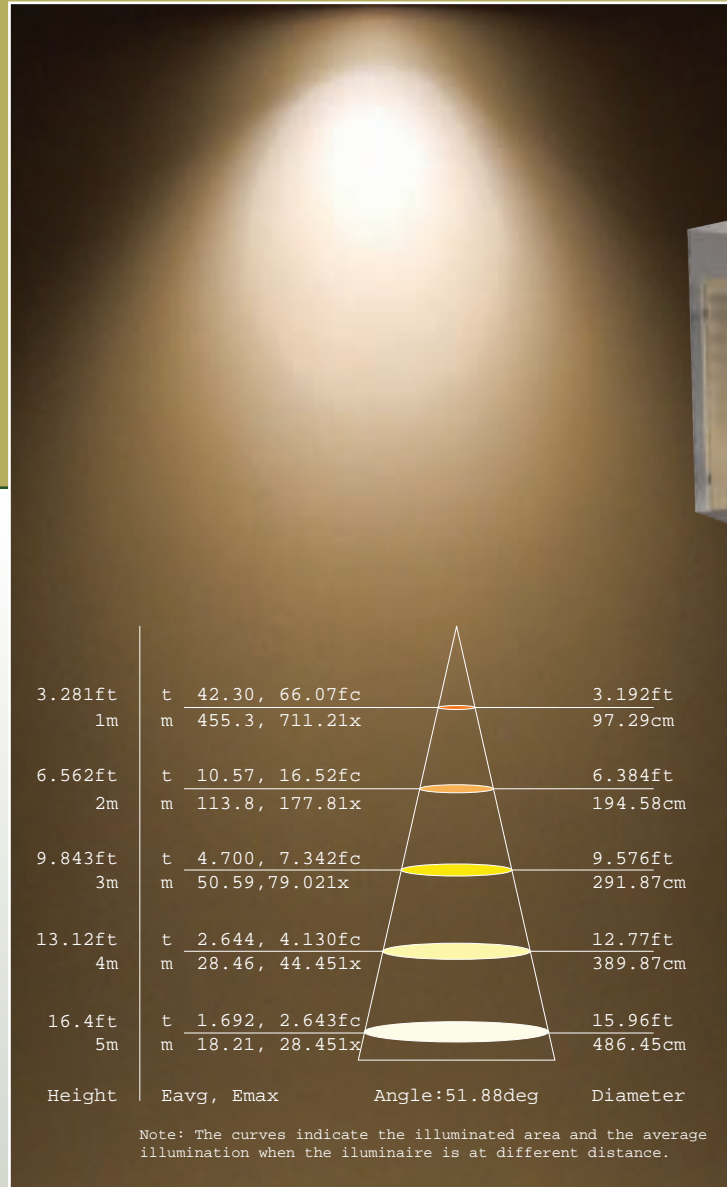 3.281ft t 42.30, 66.07fc 3.192ft
1m m 455.3, 711.21x 97.29cm
6.562ft t 10.57, 16.52fc 6.384ft
2m m 113.8, 177.81x 194.58cm
9.843ft t 4.700, 7.342fc 9.576ft
3m m 50.59,79.021x 291.87cm
13.12ft t 2.644, 4.130fc 12.77ft
4m m 28.46, 44.451x 389.87cm
16.4ft t 1.692, 2.643fc 15.96ft
5m m 18.21, 28.451x 486.45cm
Height Eavg, Emax Angle:51.88deg Diameter
Note: The curves indicate the illuminated area and the average
illumination when the iluminaire is at different distance.